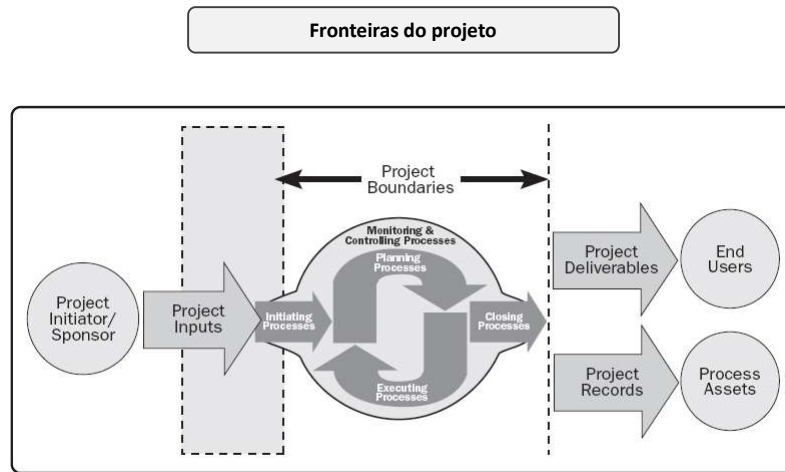 Fronteiras do projeto
Project
Boundaries
Monitoring &
Controlling Processes
Planning
Processes
Project
Initiator/
Sponsor
Project
Inputs
Initiating
Processes
Closing
Processes
Executing
Processes
Project
Deliverables
End
Users
Project
Records
Process
Assets